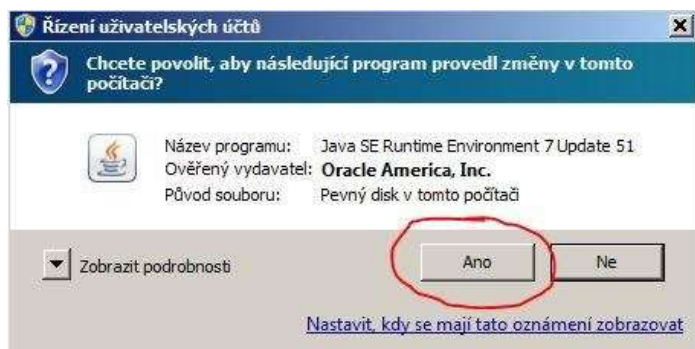 Řízení uživatelských účtů
Chcete povolit, aby následující program provedl změny v tomto
počítači?
Název programu: Java SE Runtime Environment 7 Update 51
Ověřený vydavatel: Oracle America, Inc.
Původ souboru: Pevný disk v tomto počítači
Zobrazit podrobnosti Ano Ne
Nastavit, kdy se mají tato oznámení zobrazovat